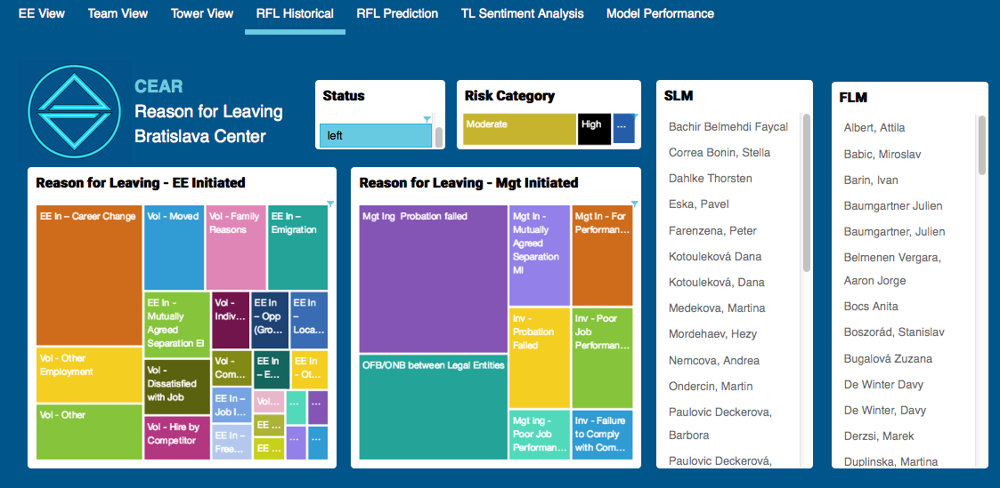 EE View
Team View
Tower View
RFL Historical
RFL Prediction
TL Sentiment Analysis
Model Performance
CEAR
Reason for Leaving
Bratislava Center
Status
left
Risk Category
Moderate
High
...
Reason for Leaving - EE Initiated
EE In – Career Change
Vol - Moved
Vol - Family
Reasons
EE In –
Emigration
EE In -
Mutually
Agreed
Separation EI
Vol -
Indiv...
EE In
– Opp
(Gro...
EE In
–
Loca...
Vol - Other
Employment
Vol -
Dissatisfied
with Job
Vol -
Com...
EE In
– E...
EE In
- Ot...
Vol - Other
Vol - Hire by
Competitor
EE In –
Job I...
EE In –
Free...
Vol...
...
...
EE ...
EE ...
...
...
Reason for Leaving - Mgt Initiated
Mgt Ing  Probation failed
Mgt In -
Mutually
Agreed
Separation
MI
Mgt In - For
Performan...
Inv -
Probation
Failed
Inv - Poor
Job
Performan...
OFB/ONB between Legal Entities
Mgt ing -
Poor Job
Performan...
Inv - Failure
to Comply
with Com...
SLM
Bachir Belmehdi Faycal
Correa Bonin, Stella
Dahlke Thorsten
Eska, Pavel
Farenzena, Peter
Kotouleková Dana
Kotouleková, Dana
Medekova, Martina
Mordehaev, Hezy
Nemcova, Andrea
Ondercin, Martin
Paulovic Deckerova,
Barbora
Paulovic Deckerová,
FLM
Albert, Attila
Babic, Miroslav
Barin, Ivan
Baumgartner Julien
Baumgartner, Julien
Belmenen Vergara,
Aaron Jorge
Bocs Anita
Boszorád, Stanislav
Bugalová Zuzana
De Winter Davy
De Winter, Davy
Derzsi, Marek
Duplinska, Martina